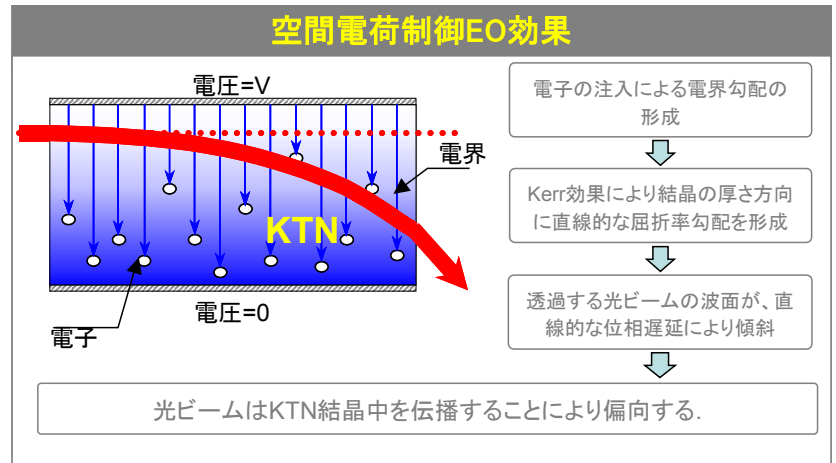 空間電荷制御EO効果
電圧=V
電界
KTN
電圧=0
電子
電子の注入による電界勾配の
形成
Kerr効果により結晶の厚さ方向
に直線的な屈折率勾配を形成
透過する光ビームの波面が、直
線的な位相遅延により傾斜
光ビームはKTN結晶中を伝播することにより偏向する.